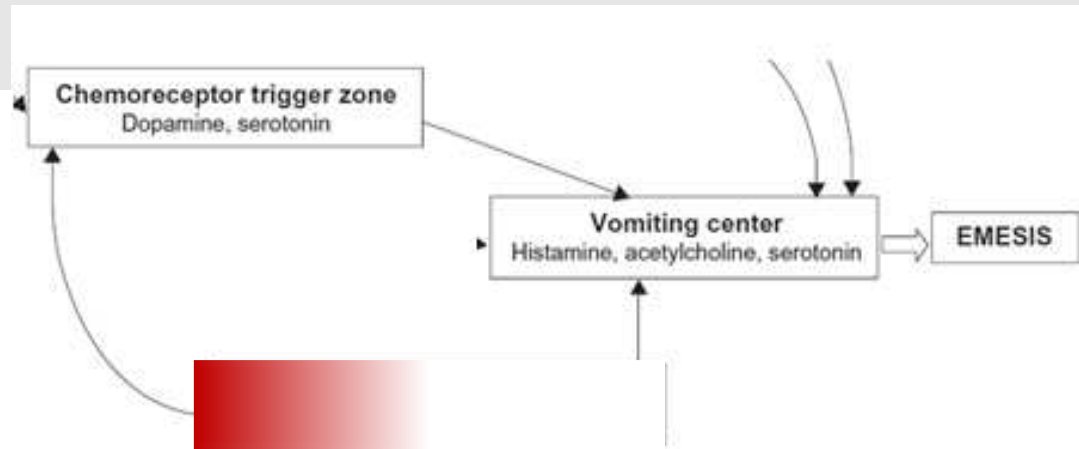 Chemoreceptor trigger zone
Dopamine, serotonin
Vomiting center
Histamine, acetylcholine, serotonin
EMESIS